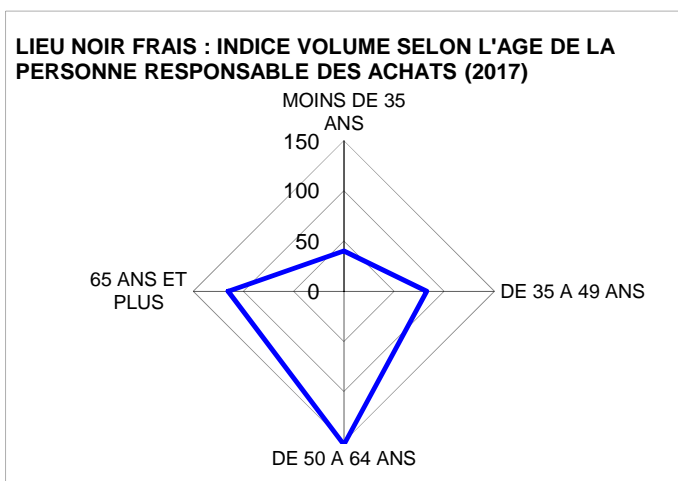 LIEU NOIR FRAIS : INDICE VOLUME SELON L'AGE DE LA
PERSONNE RESPONSABLE DES ACHATS (2017)
MOINS DE 35
ANS
150
100
50
0
65 ANS ET
PLUS
DE 35 A 49 ANS
DE 50 A 64 ANS